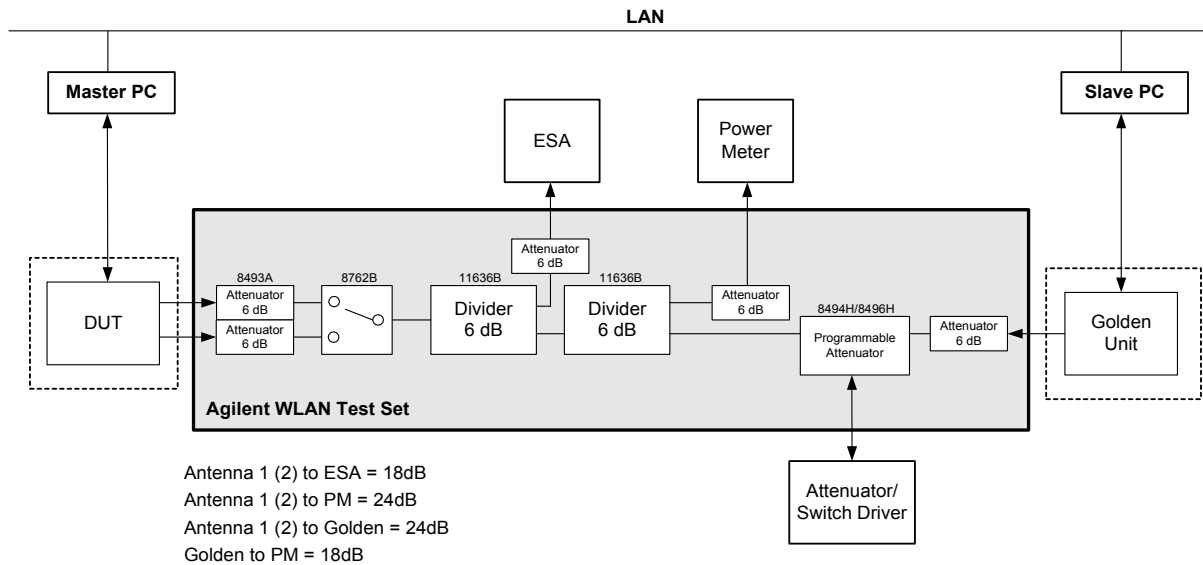 LAN
Master PC
Slave PC
ESA
Power
Meter
Attenuator
6 dB
8493A
8762B
11636B
11636B
Attenuator
6 dB
Attenuator
6 dB
Divider
6 dB
Divider
6 dB
Attenuator
6 dB
8494H/8496H
Programmable
Attenuator
Attenuator
6 dB
DUT
Golden
Unit
Agilent WLAN Test Set
Attenuator/
Switch Driver
Antenna 1 (2) to ESA = 18dB
Antenna 1 (2) to PM = 24dB
Antenna 1 (2) to Golden = 24dB
Golden to PM = 18dB